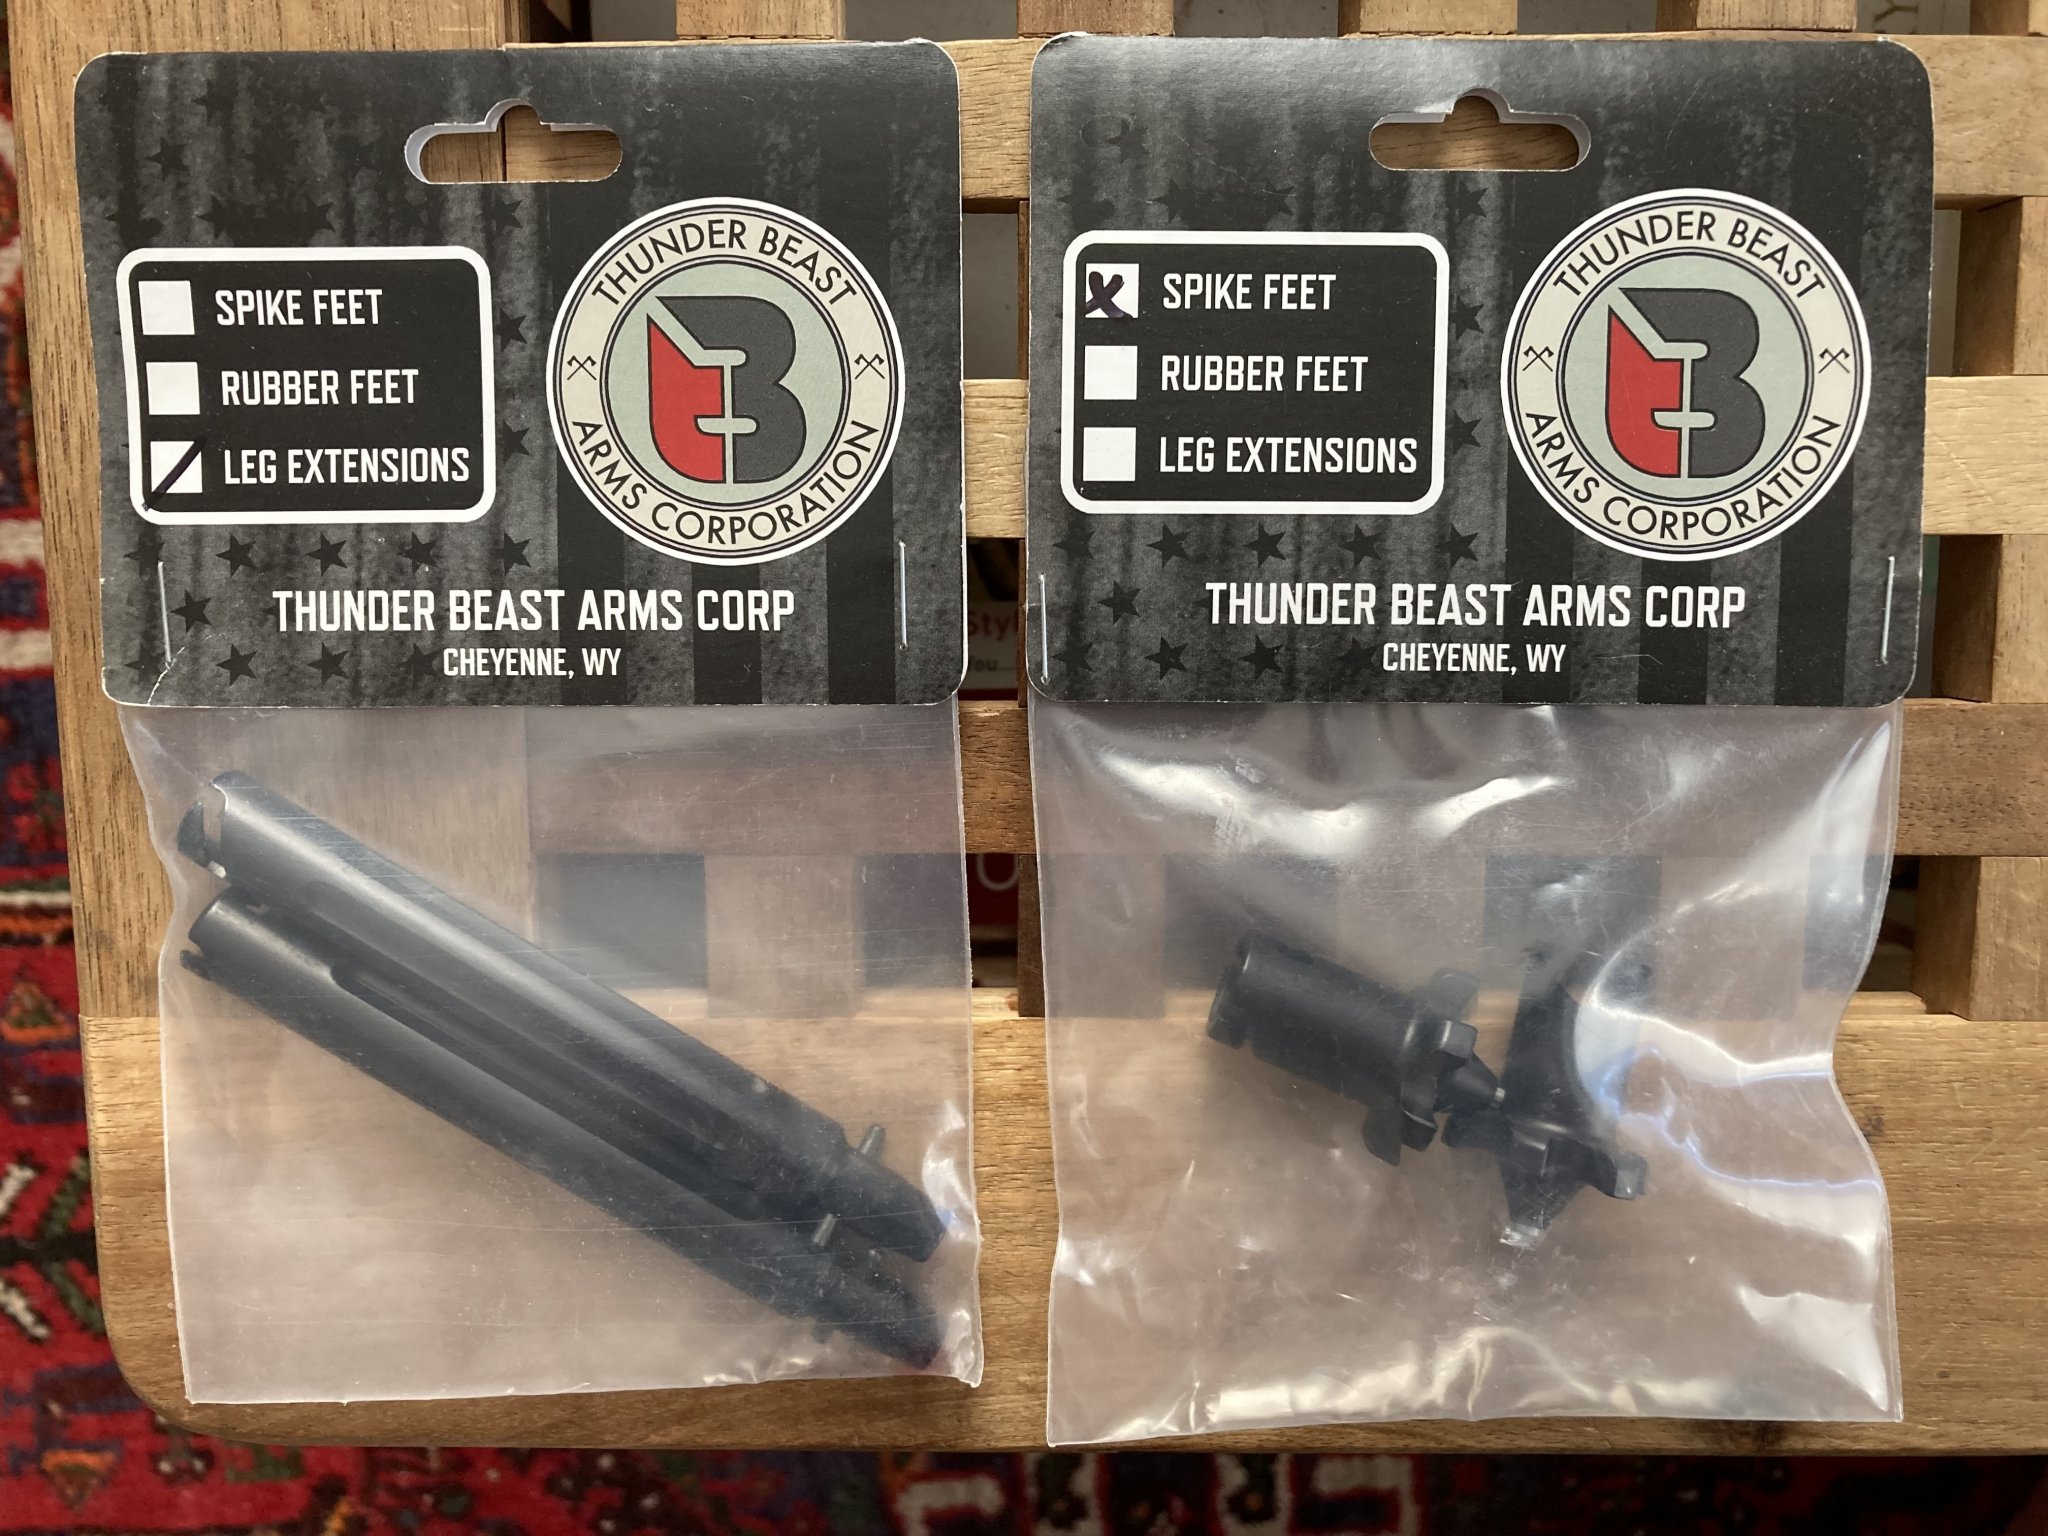 THUNDER BEAST
ARMS CORPORATION
SPIKE FEET
RUBBER FEET
LEG EXTENSIONS
THUNDER BEAST ARMS CORP
CHEYENNE, WY
THUNDER BEAST
ARMS CORPORATION
SPIKE FEET
RUBBER FEET
LEG EXTENSIONS
THUNDER BEAST ARMS CORP
CHEYENNE, WY
You